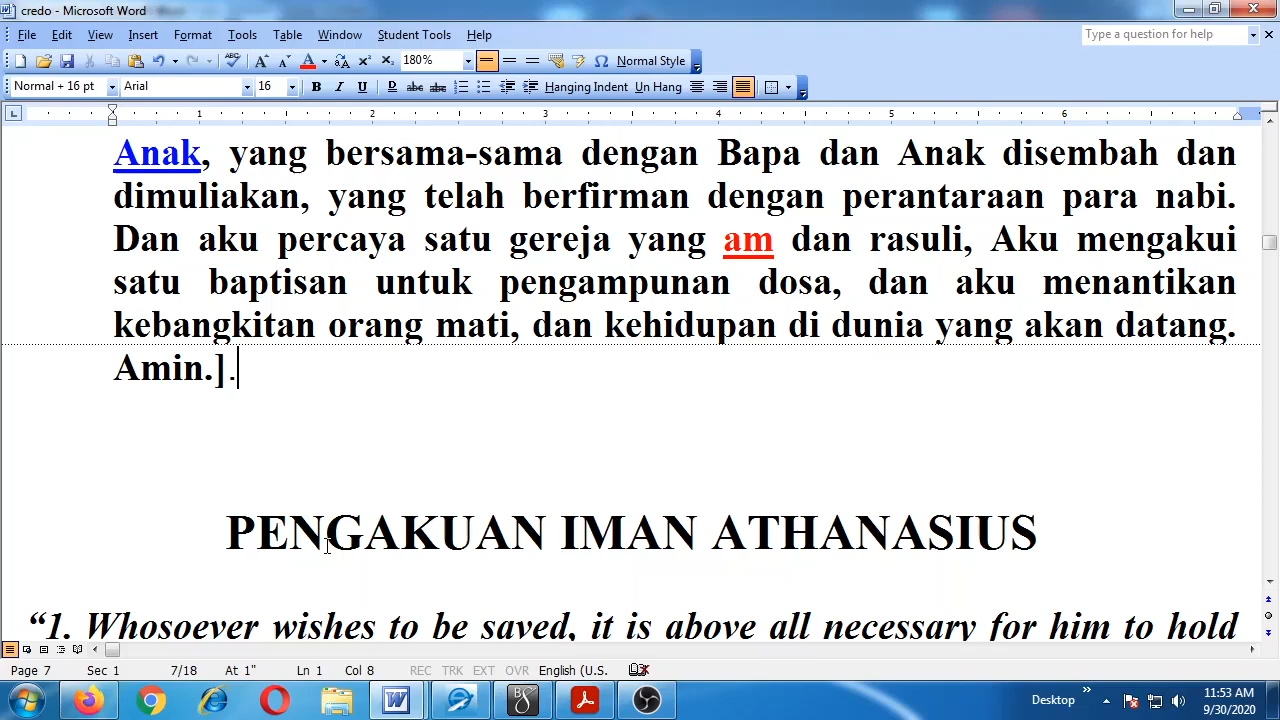 credo - Microsoft Word
File Edit View Insert Format Tools Table Window Student Tools Help
Type a question for help
180% Normal Style
Normal + 16 pt Arial 16 B I U Hanging Indent Un Hang
1 2 3 4 5 6
Anak, yang bersama-sama dengan Bapa dan Anak disembah dan
dimuliakan, yang telah berfirman dengan perantaraan para nabi.
Dan aku percaya satu gereja yang am dan rasuli, Aku mengakui
satu baptisan untuk pengampunan dosa, dan aku menantikan
kebangkitan orang mati, dan kehidupan di dunia yang akan datang.
Amin.].
PENGAKUAN IMAN ATHANASIUS
“1. Whosoever wishes to be saved, it is above all necessary for him to hold
Page 7 Sec 1 7/18 At 1" Ln 1 Col 8 REC TRK EXT OVR English (U.S.
Desktop
11:53 AM
9/30/2020